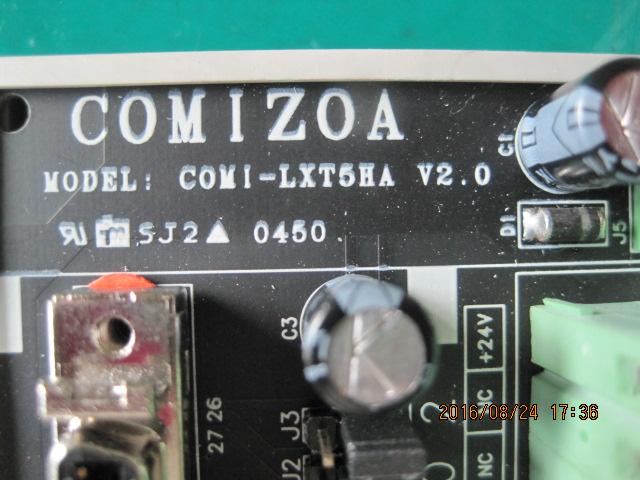 COMIZOA
MODEL: COMI-LXT5HA V2.0
SJ2▲ 0450
C1
D1
J5
C3
+24V
NC
27 26
2
J3
J2
2016/08/24 17:36